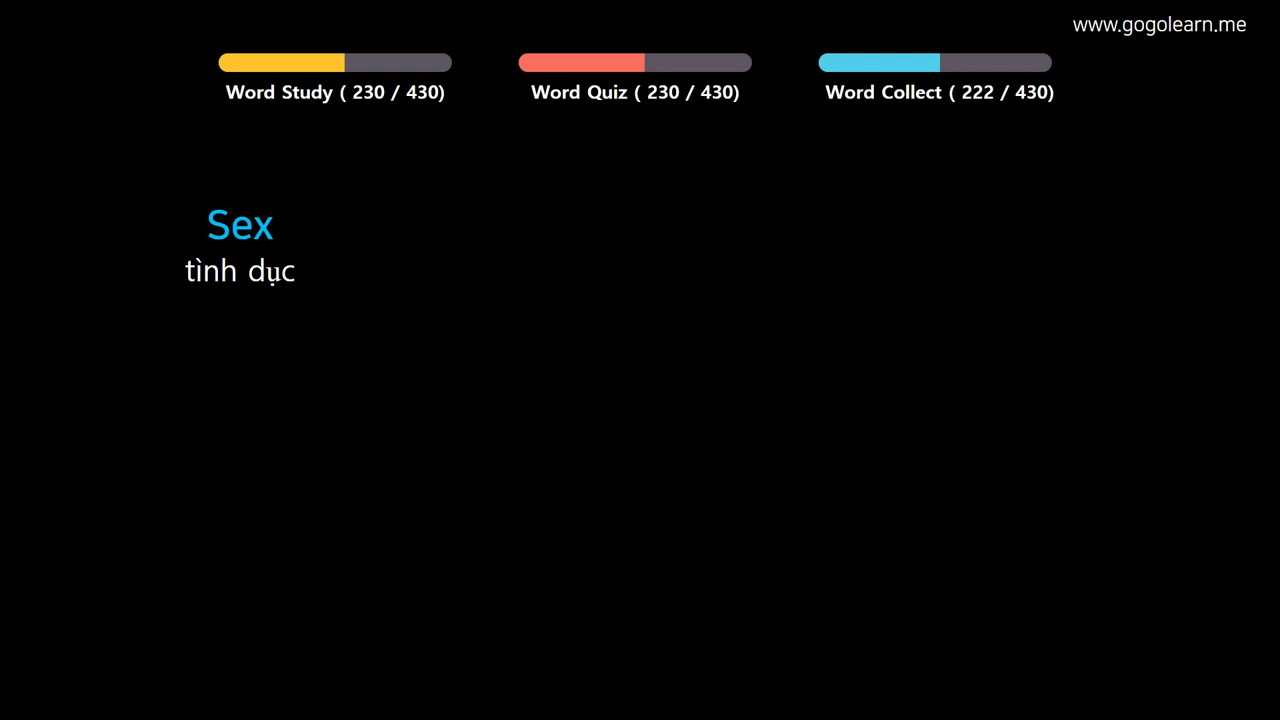 www.gogolearn.me
Word Study ( 230 / 430)
Word Quiz ( 230 / 430)
Word Collect ( 222 / 430)
Sex
tình dục